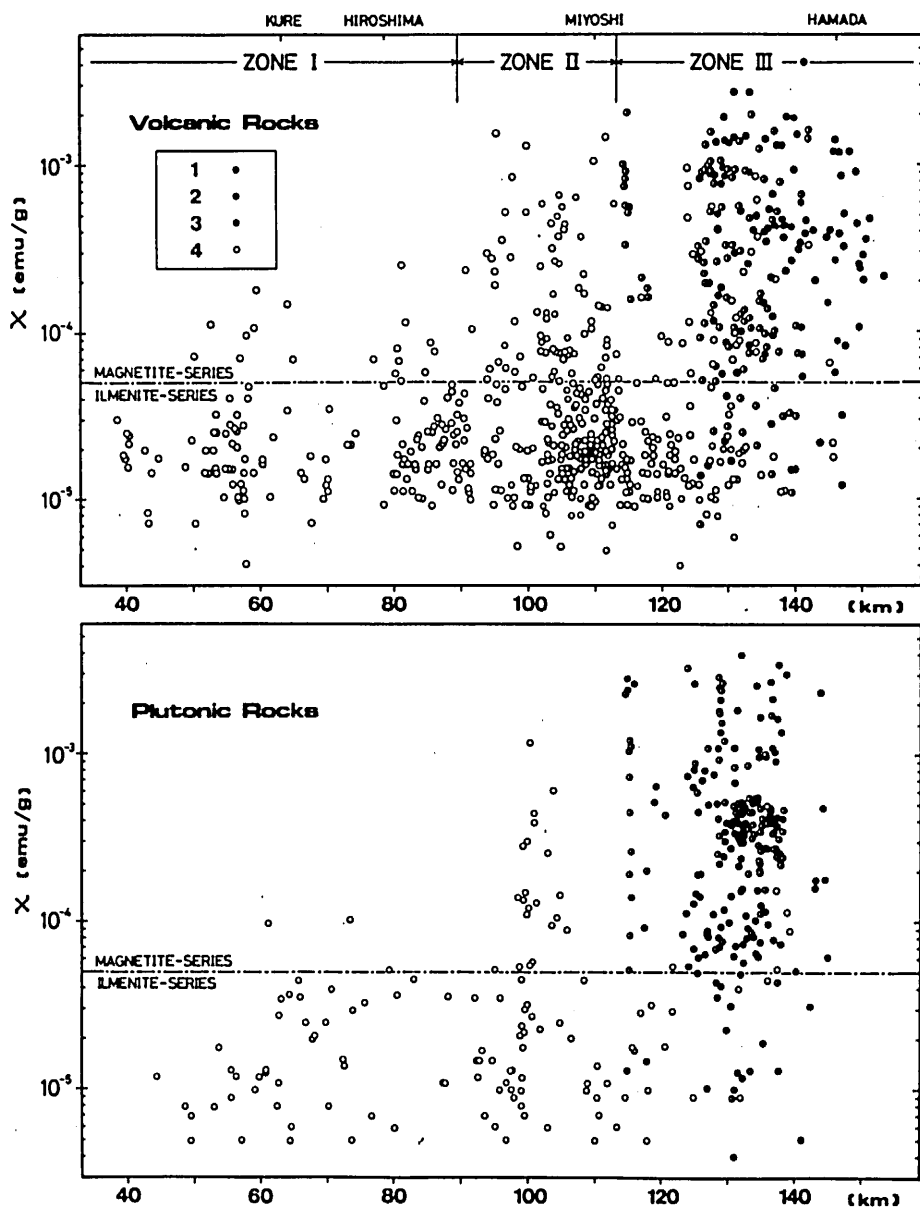 KURE HIROSHIMA MIYOSHI HAMADA
ZONE I ZONE II ZONE III
Volcanic Rocks
1
2
3
4
10⁻³
10⁻⁴
10⁻⁵
χ (emu/g)
MAGNETITE-SERIES
ILMENITE-SERIES
40 60 80 100 120 140 (km)
Plutonic Rocks
10⁻³
10⁻⁴
10⁻⁵
χ (emu/g)
MAGNETITE-SERIES
ILMENITE-SERIES
40 60 80 100 120 140 (km)